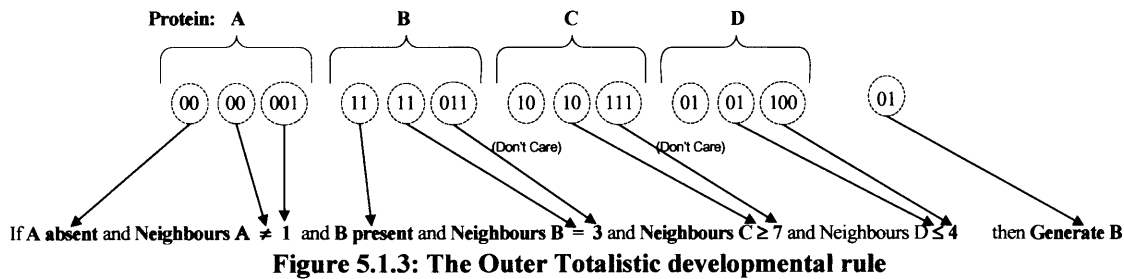 Protein: A B C D
00 00 001 11 11 011 10 10 111 01 01 100 01
(Don't Care) (Don't Care)
If A absent and Neighbours A ≠ 1 and B present and Neighbours B = 3 and Neighbours C ≥ 7 and Neighbours D ≤ 4 then Generate B
Figure 5.1.3: The Outer Totalistic developmental rule